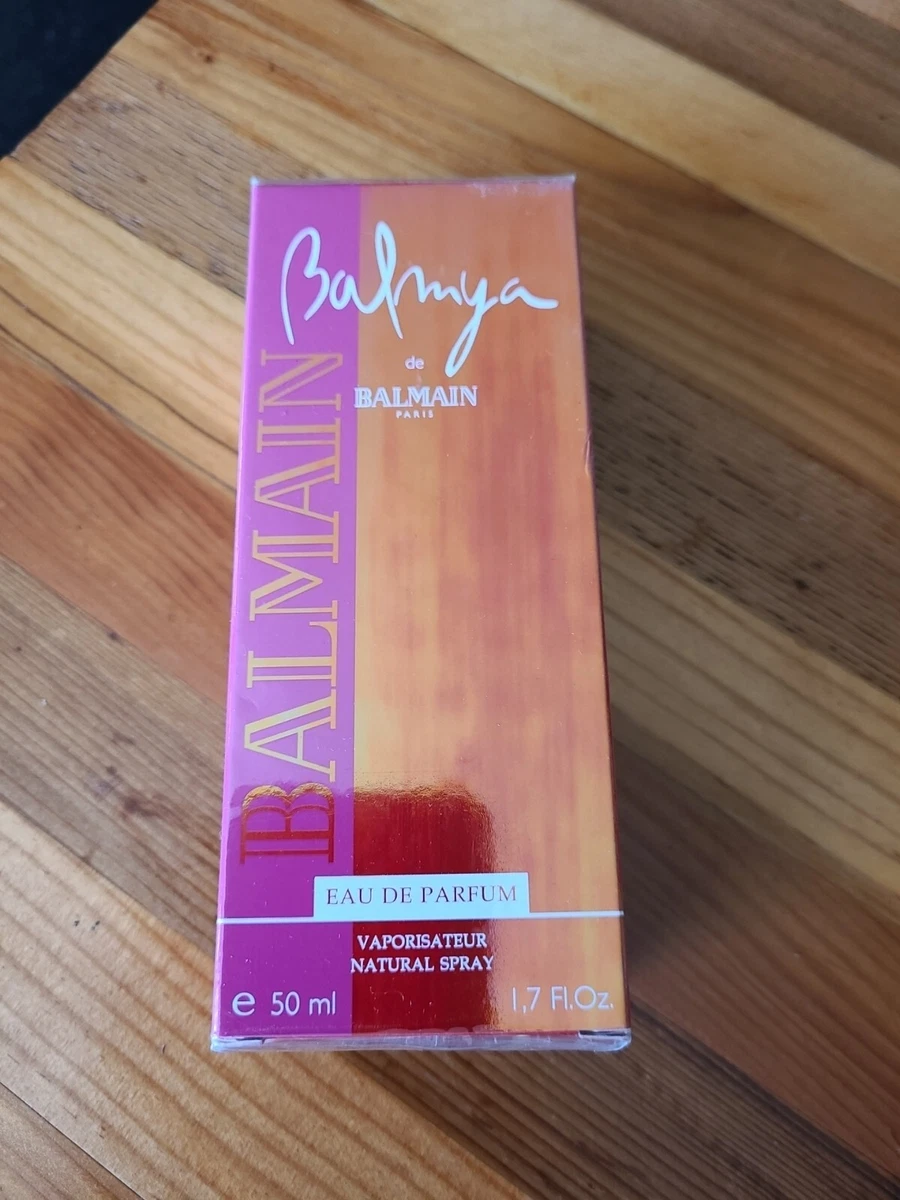 Balmya
de
BALMAIN
PARIS
BALMAIN
EAU DE PARFUM
VAPORISATEUR
NATURAL SPRAY
e 50 ml
1,7 Fl.Oz.